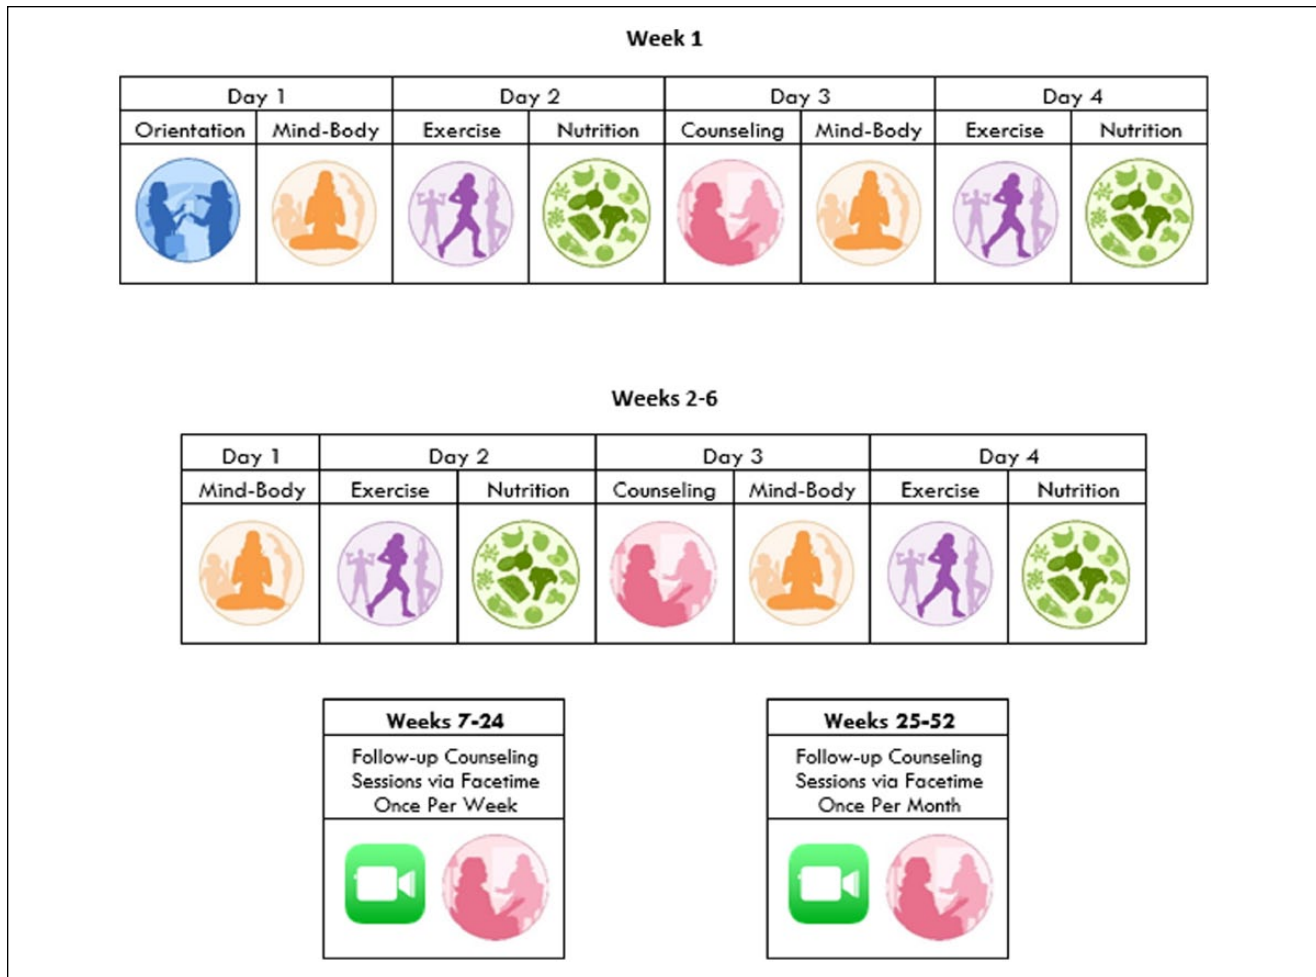 Week 1
Day 1 Day 2 Day 3 Day 4
Orientation Mind-Body Exercise Nutrition Counseling Mind-Body Exercise Nutrition
Weeks 2-6
Day 1 Day 2 Day 3 Day 4
Mind-Body Exercise Nutrition Counseling Mind-Body Exercise Nutrition
Weeks 7-24
Follow-up Counseling
Sessions via Facetime
Once Per Week
Weeks 25-52
Follow-up Counseling
Sessions via Facetime
Once Per Month